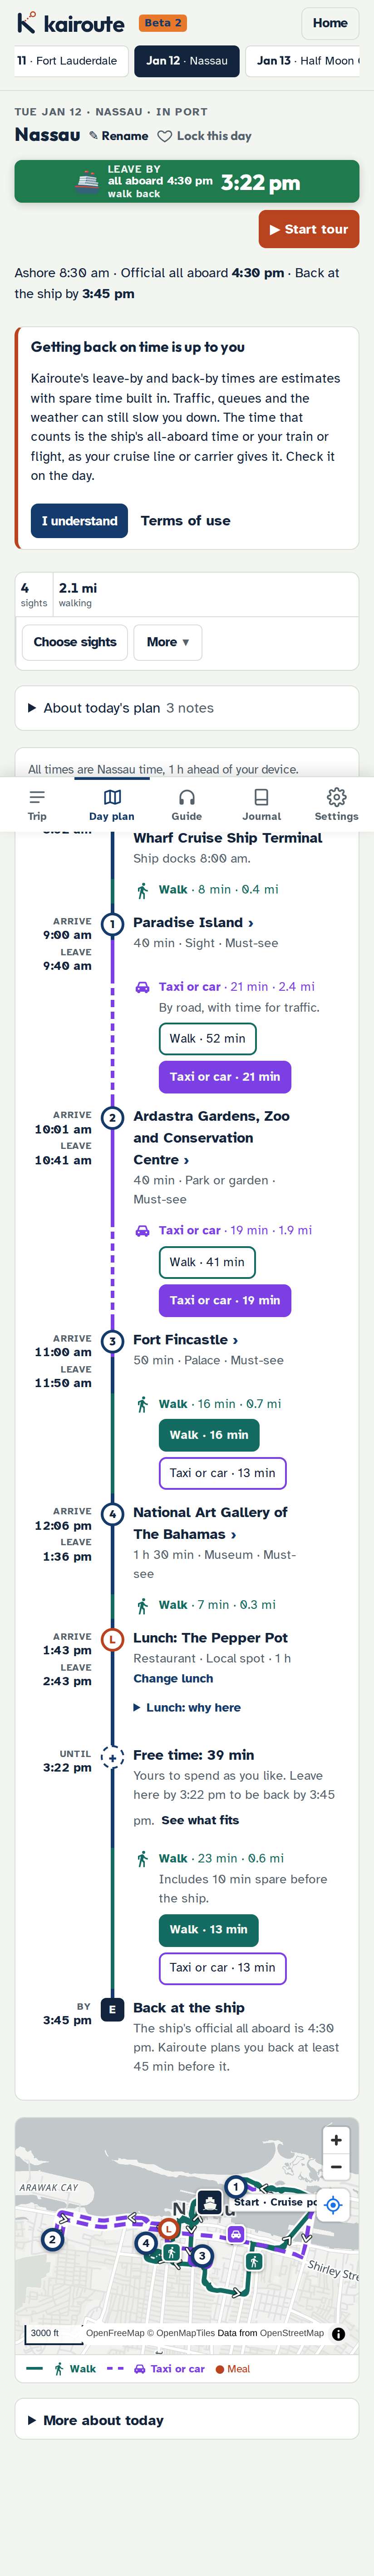 kairoute Beta 2 Home
11 · Fort Lauderdale Jan 12 · Nassau Jan 13 · Half Moon
TUE JAN 12 · NASSAU · IN PORT
Nassau ✎ Rename Lock this day
LEAVE BY
all aboard 4:30 pm
walk back
3:22 pm
▶ Start tour
Ashore 8:30 am · Official all aboard 4:30 pm · Back at
the ship by 3:45 pm
Getting back on time is up to you
Kairoute's leave-by and back-by times are estimates
with spare time built in. Traffic, queues and the
weather can still slow you down. The time that
counts is the ship's all-aboard time or your train or
flight, as your cruise line or carrier gives it. Check it
on the day.
I understand Terms of use
4 2.1 mi
sights walking
Choose sights More ▾
▶ About today's plan 3 notes
All times are Nassau time, 1 h ahead of your device.
Trip Day plan Guide Journal Settings
Wharf Cruise Ship Terminal
Ship docks 8:00 am.
Walk · 8 min · 0.4 mi
ARRIVE
9:00 am
LEAVE
9:40 am
1
Paradise Island ›
40 min · Sight · Must-see
Taxi or car · 21 min · 2.4 mi
By road, with time for traffic.
Walk · 52 min
Taxi or car · 21 min
ARRIVE
10:01 am
LEAVE
10:41 am
2
Ardastra Gardens, Zoo
and Conservation
Centre ›
40 min · Park or garden ·
Must-see
Taxi or car · 19 min · 1.9 mi
Walk · 41 min
Taxi or car · 19 min
ARRIVE
11:00 am
LEAVE
11:50 am
3
Fort Fincastle ›
50 min · Palace · Must-see
Walk · 16 min · 0.7 mi
Walk · 16 min
Taxi or car · 13 min
ARRIVE
12:06 pm
LEAVE
1:36 pm
4
National Art Gallery of
The Bahamas ›
1 h 30 min · Museum · Must-
see
Walk · 7 min · 0.3 mi
ARRIVE
1:43 pm
LEAVE
2:43 pm
L
Lunch: The Pepper Pot
Restaurant · Local spot · 1 h
Change lunch
▶ Lunch: why here
UNTIL
3:22 pm
+
Free time: 39 min
Yours to spend as you like. Leave
here by 3:22 pm to be back by 3:45
pm. See what fits
Walk · 23 min · 0.6 mi
Includes 10 min spare before
the ship.
Walk · 13 min
Taxi or car · 13 min
BY
3:45 pm
E
Back at the ship
The ship's official all aboard is 4:30
pm. Kairoute plans you back at least
45 min before it.
ARAWAK CAY
N u
Start · Cruise po
1
2
3
4
L
Shirley Stre
+
−
3000 ft
OpenFreeMap © OpenMapTiles Data from OpenStreetMap
Walk Taxi or car Meal
▶ More about today